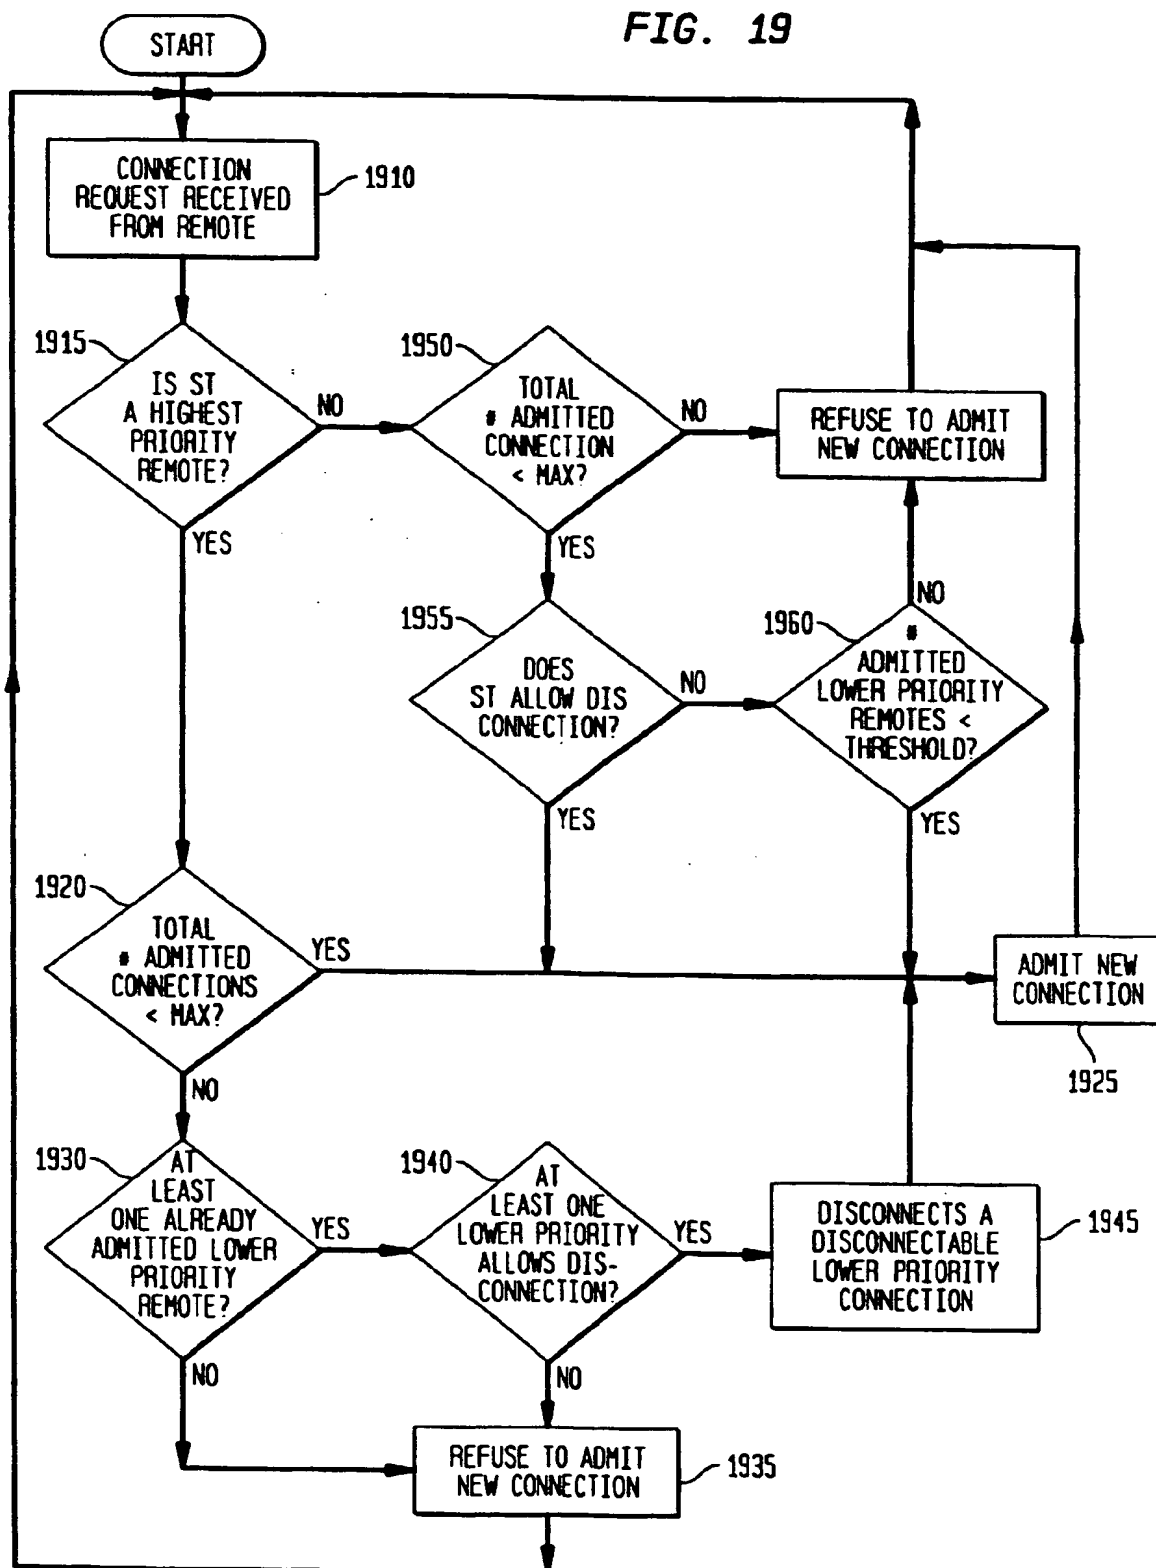 FIG. 19
START
CONNECTION
REQUEST RECEIVED
FROM REMOTE
1910
1915
IS ST
A HIGHEST
PRIORITY
REMOTE?
NO
YES
1950
TOTAL
# ADMITTED
CONNECTION
< MAX?
NO
YES
REFUSE TO ADMIT
NEW CONNECTION
1955
DOES
ST ALLOW DIS
CONNECTION?
NO
YES
1960
#
ADMITTED
LOWER PRIORITY
REMOTES <
THRESHOLD?
NO
YES
1920
TOTAL
# ADMITTED
CONNECTIONS
< MAX?
YES
NO
ADMIT NEW
CONNECTION
1925
1930
AT
LEAST
ONE ALREADY
ADMITTED LOWER
PRIORITY
REMOTE?
YES
NO
1940
AT
LEAST ONE
LOWER PRIORITY
ALLOWS DIS-
CONNECTION?
YES
NO
DISCONNECTS A
DISCONNECTABLE
LOWER PRIORITY
CONNECTION
1945
REFUSE TO ADMIT
NEW CONNECTION
1935